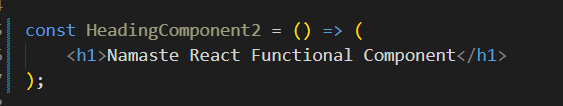 const HeadingComponent2 = () => (
<h1>Namaste React Functional Component</h1>
);